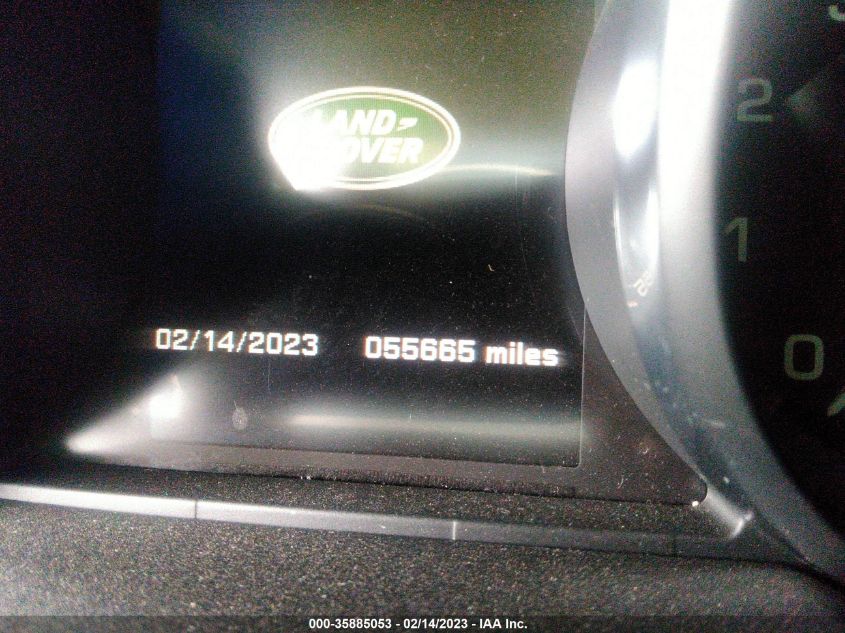 LAND
ROVER
02/14/2023 055665 miles
2
1
0
000-35885053 - 02/14/2023 - IAA Inc.